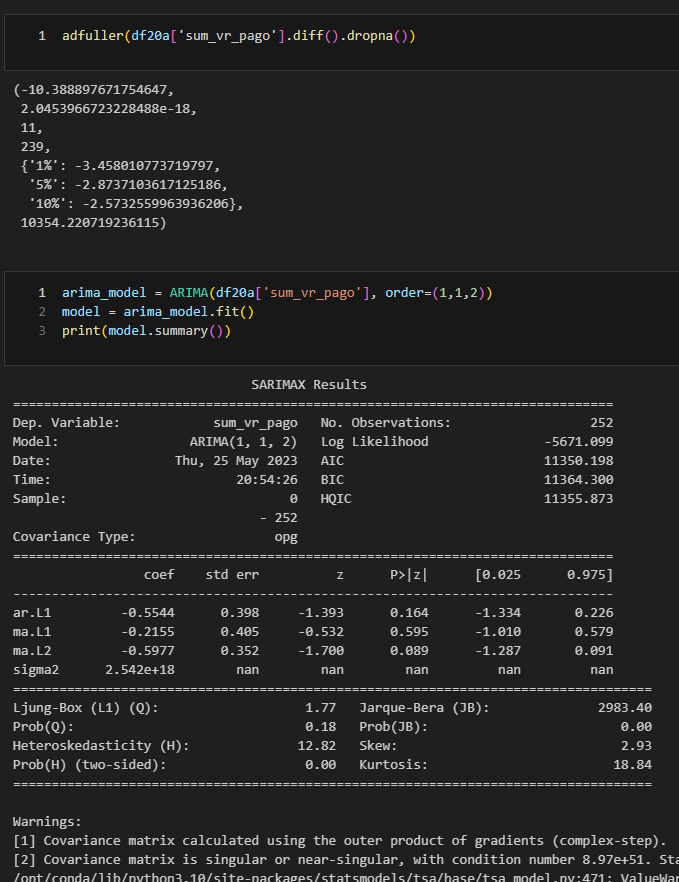 1 adfuller(df20a['sum_vr_pago'].diff().dropna())
(-10.388897671754647,
2.0453966723228488e-18,
11,
239,
{'1%': -3.458010773719797,
'5%': -2.8737103617125186,
'10%': -2.5732559963936206},
10354.220719236115)
1 arima_model = ARIMA(df20a['sum_vr_pago'], order=(1,1,2))
2 model = arima_model.fit()
3 print(model.summary())
SARIMAX Results
==============================================================================
Dep. Variable: sum_vr_pago No. Observations: 252
Model: ARIMA(1, 1, 2) Log Likelihood -5671.099
Date: Thu, 25 May 2023 AIC 11350.198
Time: 20:54:26 BIC 11364.300
Sample: 0 HQIC 11355.873
- 252
Covariance Type: opg
==============================================================================
coef std err z P>|z| [0.025 0.975]
------------------------------------------------------------------------------
ar.L1 -0.5544 0.398 -1.393 0.164 -1.334 0.226
ma.L1 -0.2155 0.405 -0.532 0.595 -1.010 0.579
ma.L2 -0.5977 0.352 -1.700 0.089 -1.287 0.091
sigma2 2.542e+18 nan nan nan nan nan
===================================================================================
Ljung-Box (L1) (Q): 1.77 Jarque-Bera (JB): 2983.40
Prob(Q): 0.18 Prob(JB): 0.00
Heteroskedasticity (H): 12.82 Skew: 2.93
Prob(H) (two-sided): 0.00 Kurtosis: 18.84
===================================================================================
Warnings:
[1] Covariance matrix calculated using the outer product of gradients (complex-step).
[2] Covariance matrix is singular or near-singular, with condition number 8.97e+51. Sta
/opt/conda/lib/python3.10/site-packages/statsmodels/tsa/base/tsa_model.py:471: ValueWar